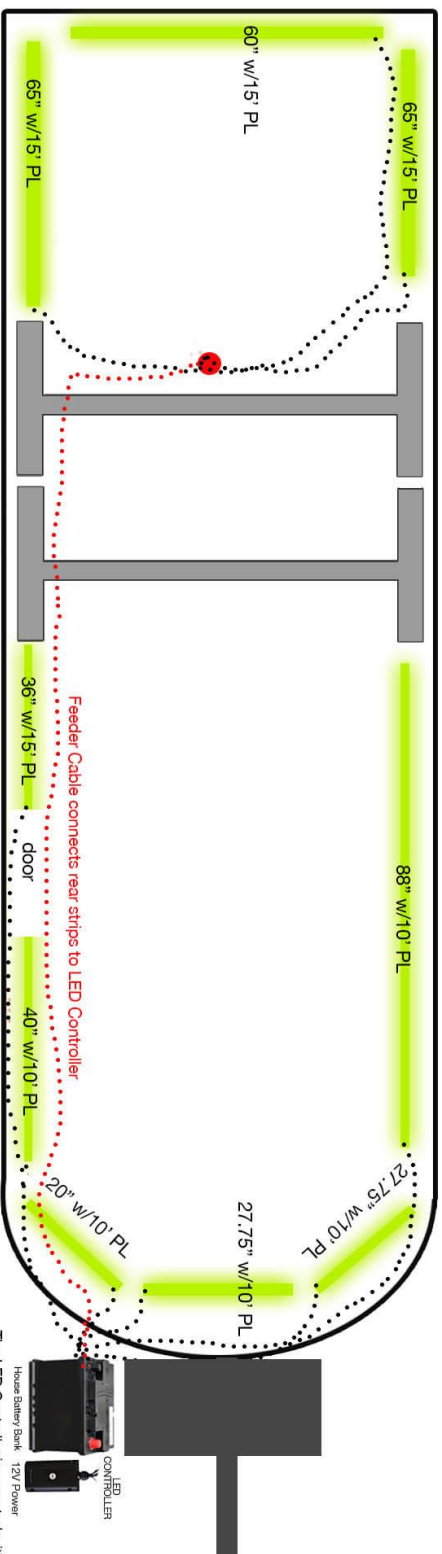 60” w/15’ PL
65” w/15’ PL
65” w/15’ PL
36” w/15’ PL
door
88” w/10’ PL
Feeder Cable connects rear strips to LED Controller
40” w/10’ PL
20” w/10’ PL
27.75” w/10’ PL
27.75” w/10’ PL
House Battery Bank
12V Power
LED
CONTROLLER